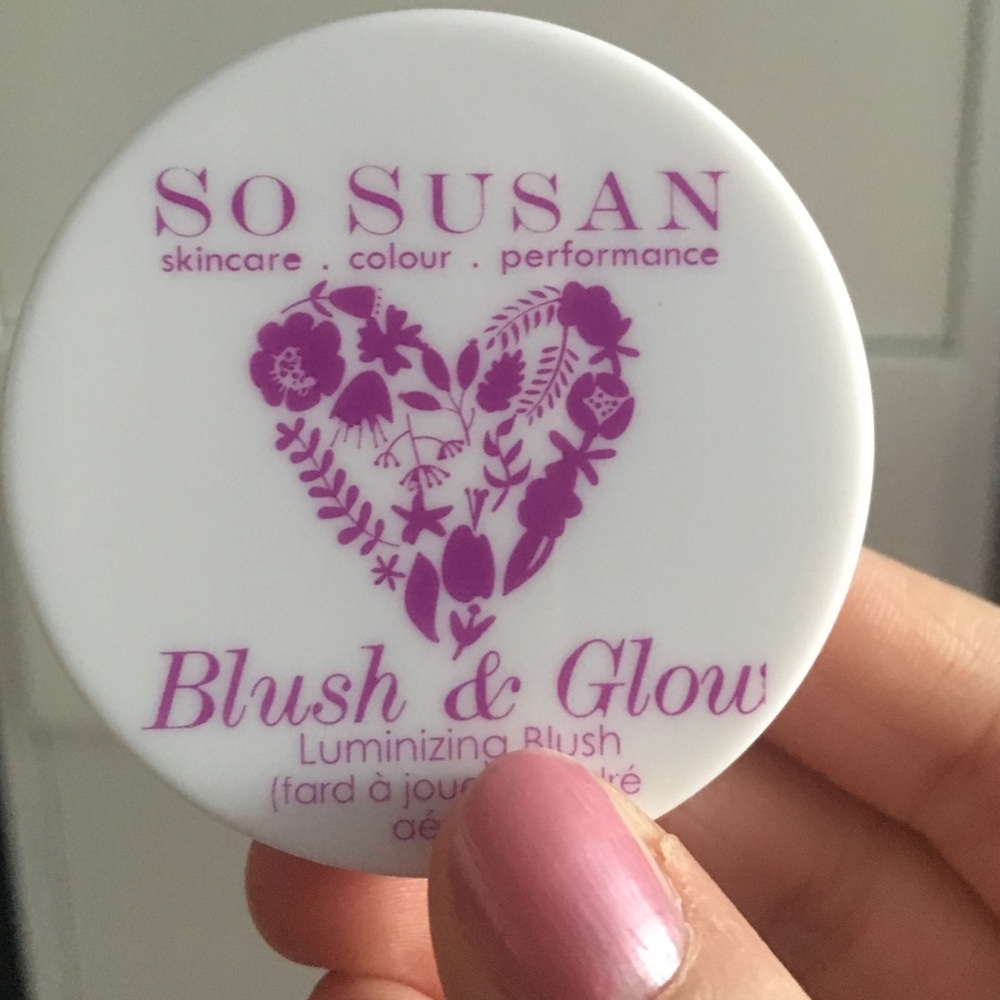 So Susan
skincare . colour . performance
Blush & Glow
Luminizing Blush
(fard à